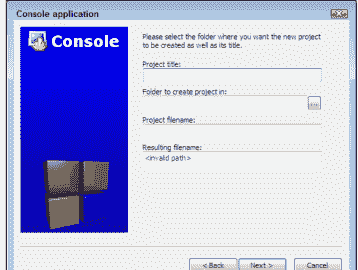 Console application
Console
Please select the folder where you want the new project
to be created as well as its title.
Project title:
Folder to create project in:
...
Project filename:
Resulting filename:
<invalid path>
< Back
Next >
Cancel